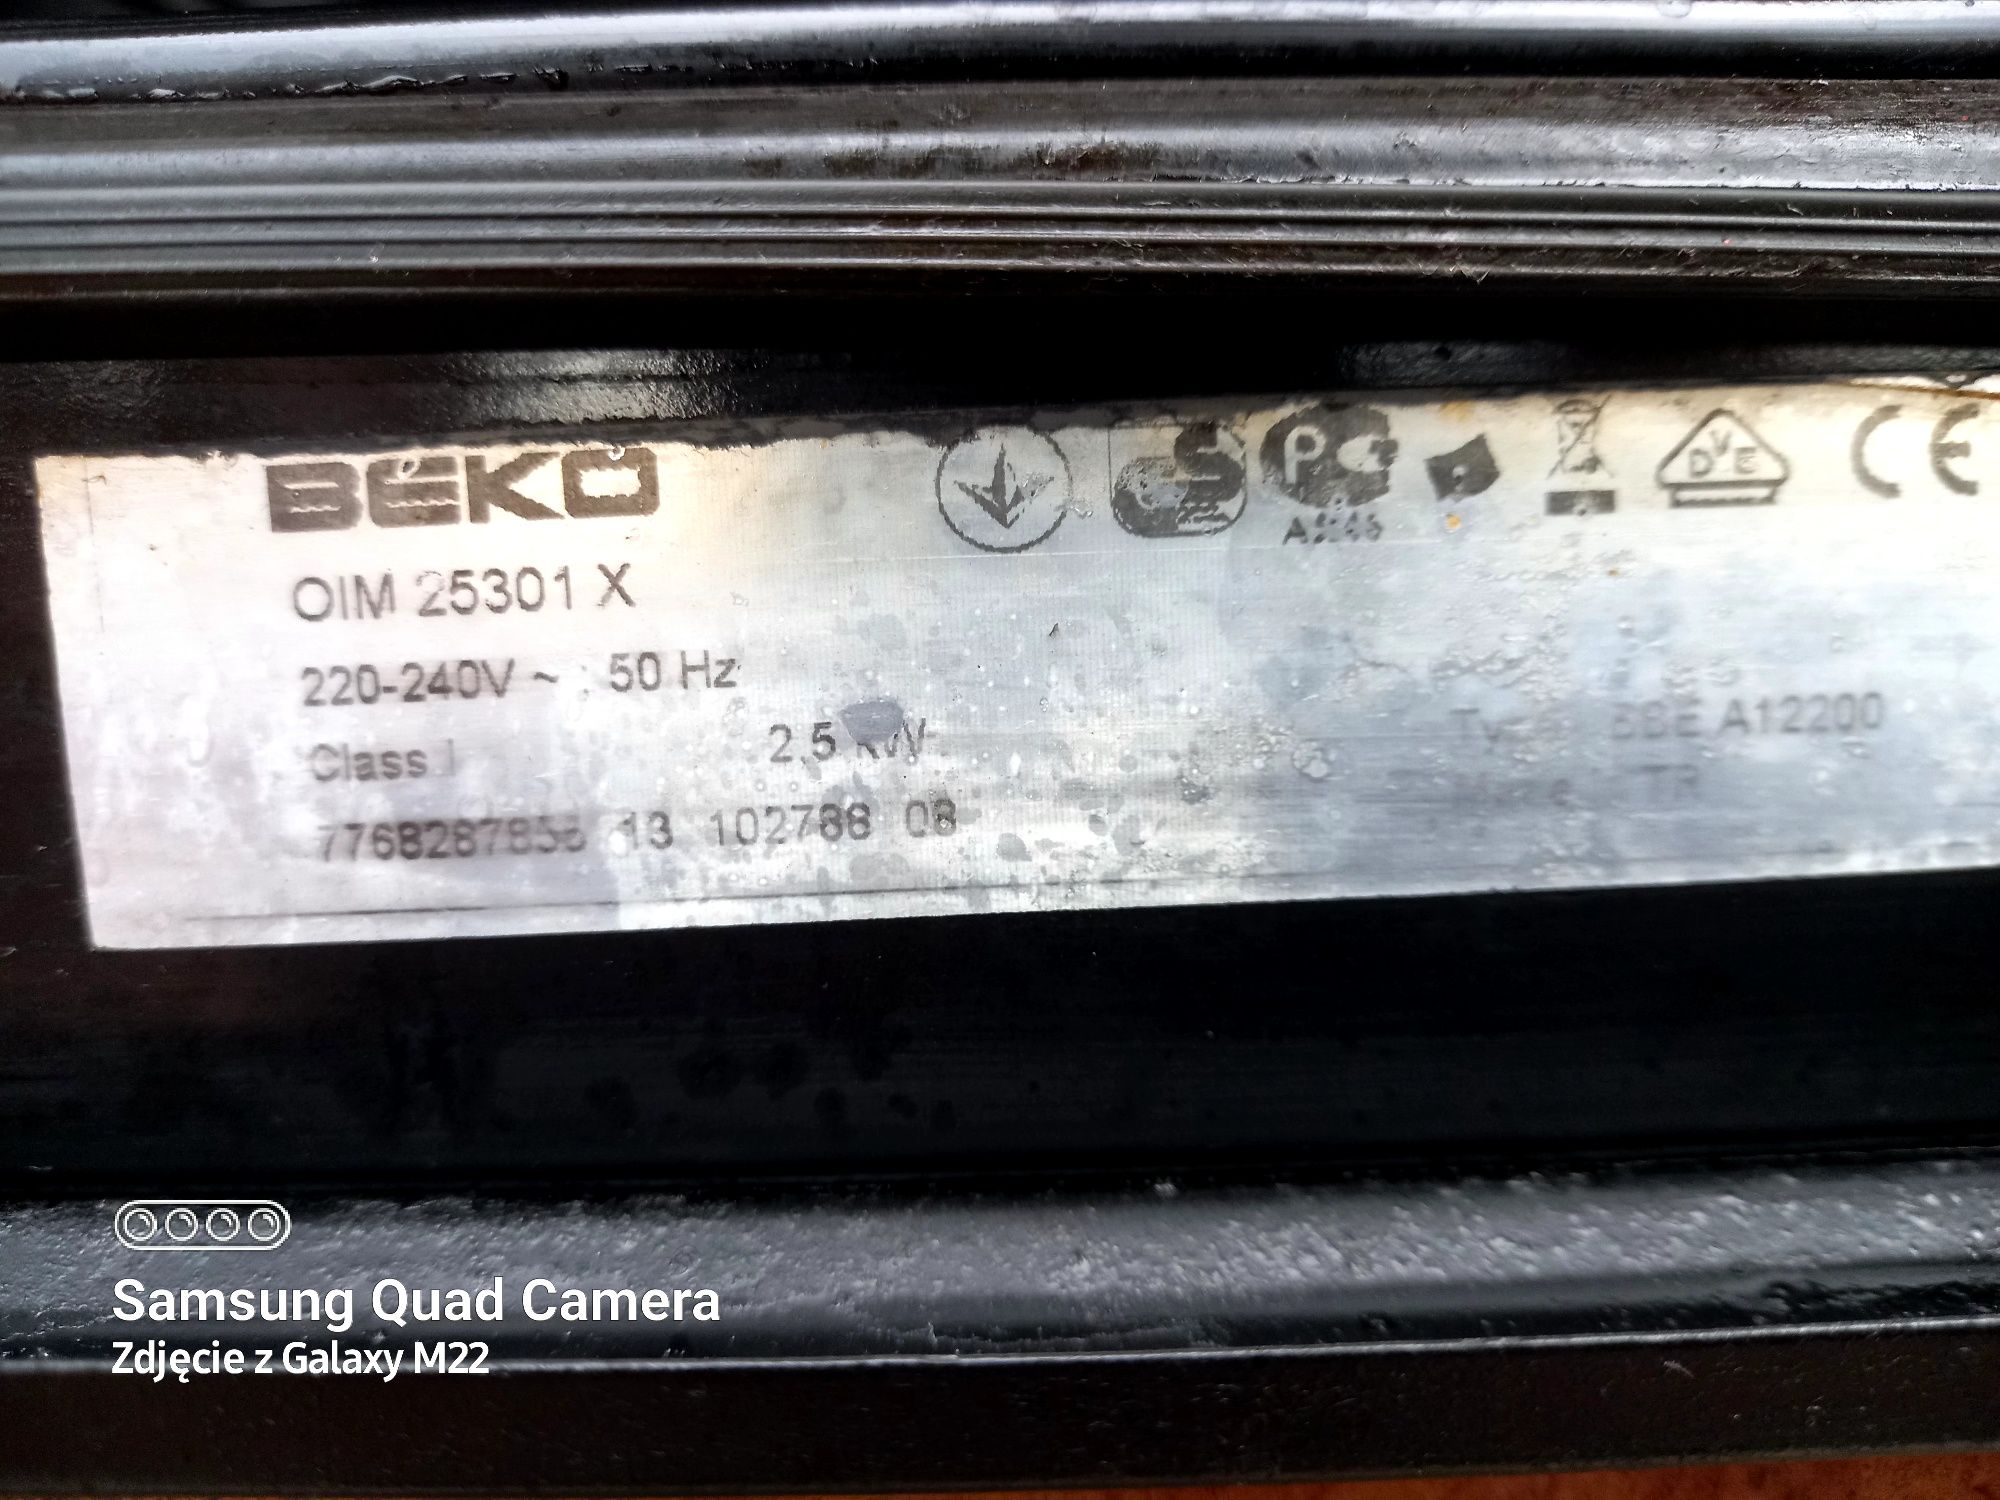 BEKO
OIM 25301 X
220-240V ~ 50 Hz
Class I 2,5 kW
13 102788 08
A12200
TR
DVE
CE
Samsung Quad Camera
Zdjęcie z Galaxy M22